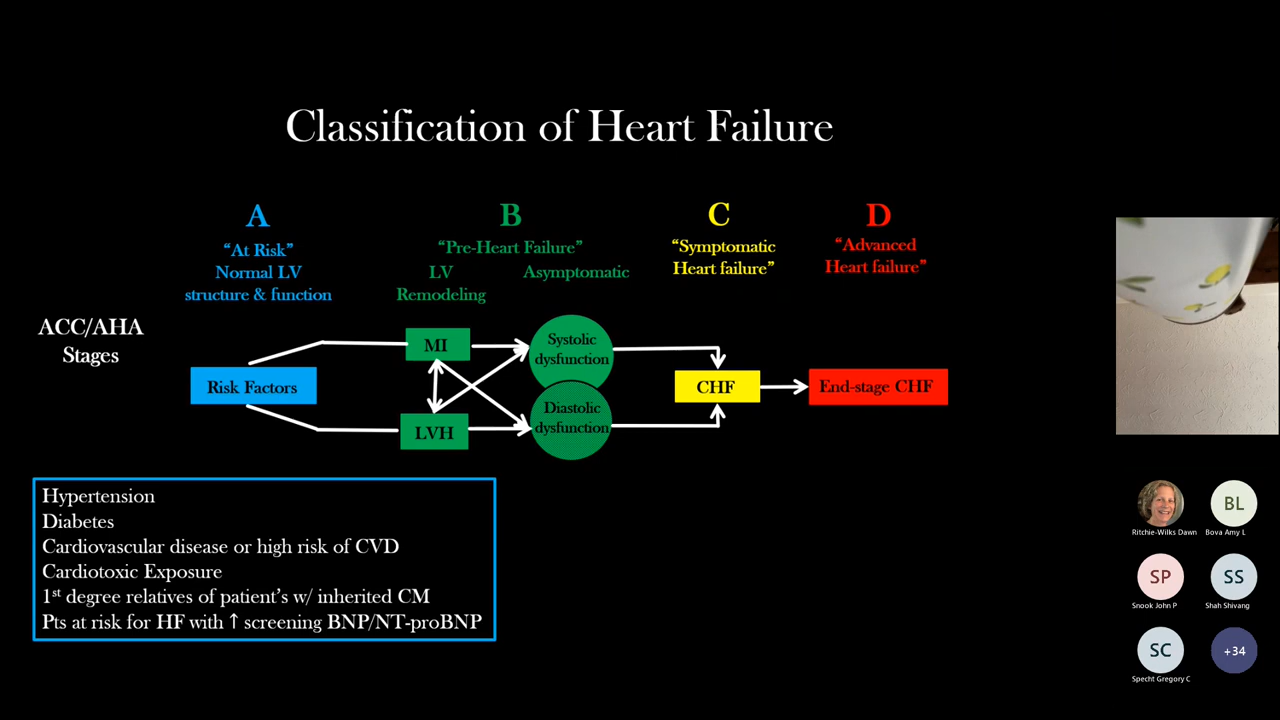 Classification of Heart Failure
A
“At Risk”
Normal LV
structure & function
B
“Pre-Heart Failure”
LV
Remodeling
Asymptomatic
C
“Symptomatic
Heart failure”
D
“Advanced
Heart failure”
ACC/AHA
Stages
Risk Factors
MI
LVH
Systolic
dysfunction
Diastolic
dysfunction
CHF
End-stage CHF
Hypertension
Diabetes
Cardiovascular disease or high risk of CVD
Cardiotoxic Exposure
1st degree relatives of patient’s w/ inherited CM
Pts at risk for HF with ↑ screening BNP/NT-proBNP
Ritchie-Wilks Dawn
BL
Bova Amy L
SP
Snook John P
SS
Shah Shivang
SC
Specht Gregory C
+34